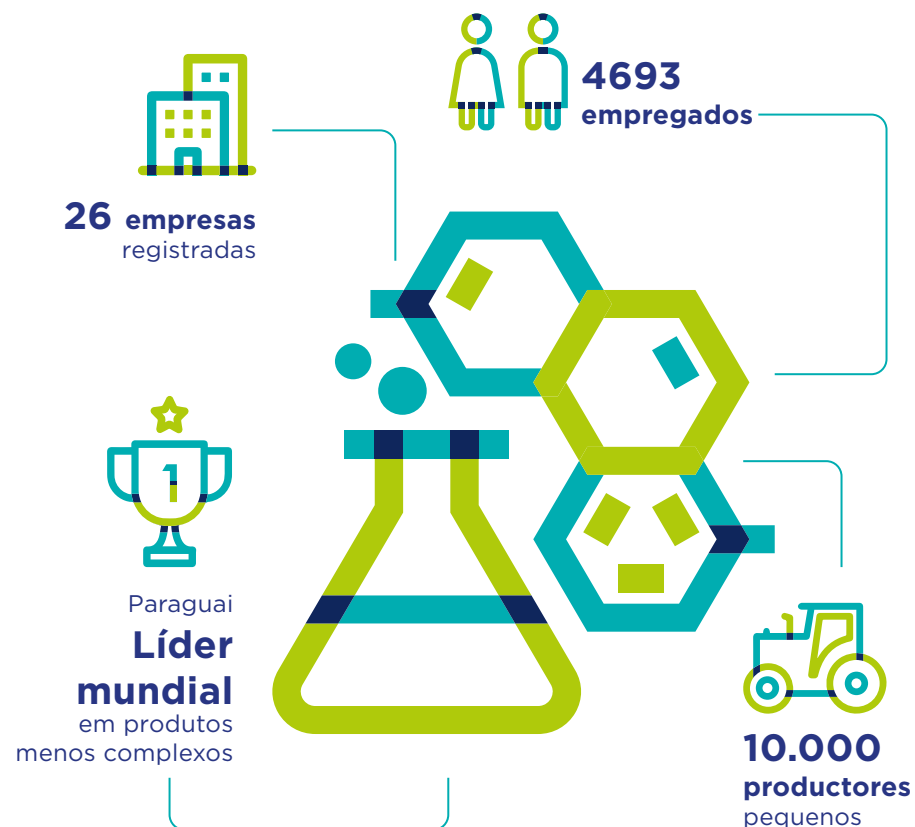 4693
empregados
26 empresas
registradas
1
Paraguai
Líder
mundial
em produtos
menos complexos
10.000
productores
pequenos